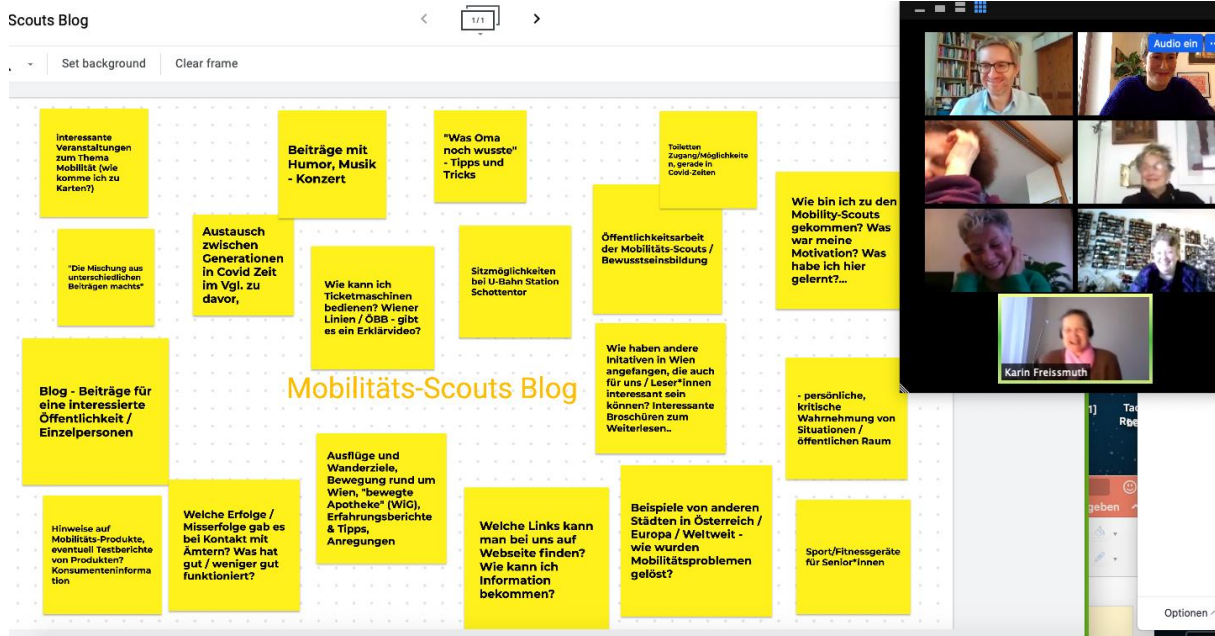 Scouts Blog
1/1
Set background
Clear frame
interessante
Veranstaltungen
zum Thema
Mobilität (wie
komme ich zu
Karten?)
Beiträge mit
Humor, Musik
- Konzert
"Was Oma
noch wusste"
- Tipps und
Tricks
Toiletten
Zugang/Möglichkeite
n, gerade in
Covid-Zeiten
Wie bin ich zu den
Mobility-Scouts
gekommen? Was
war meine
Motivation? Was
habe ich hier
gelernt?...
"Die Mischung aus
unterschiedlichen
Beiträgen machts"
Austausch
zwischen
Generationen
in Covid Zeit
im Vgl. zu
davor,
Wie kann ich
Ticketmaschinen
bedienen? Wiener
Linien / ÖBB - gibt
es ein Erklärvideo?
Sitzmöglichkeiten
bei U-Bahn Station
Schottentor
Öffentlichkeitsarbeit
der Mobilitäts-Scouts /
Bewusstseinsbildung
Mobilitäts-Scouts Blog
Blog - Beiträge für
eine interessierte
Öffentlichkeit /
Einzelpersonen
Wie haben andere
Initativen in Wien
angefangen, die auch
für uns / Leser*innen
interessant sein
können? Interessante
Broschüren zum
Weiterlesen..
- persönliche,
kritische
Wahrnehmung von
Situationen /
öffentlichen Raum
Hinweise auf
Mobilitäts-Produkte,
eventuell Testberichte
von Produkten?
Konsumenteninforma
tion
Welche Erfolge /
Misserfolge gab es
bei Kontakt mit
Ämtern? Was hat
gut / weniger gut
funktioniert?
Ausflüge und
Wanderziele,
Bewegung rund um
Wien, "bewegte
Apotheke" (WiG),
Erfahrungsberichte
& Tipps,
Anregungen
Welche Links kann
man bei uns auf
Webseite finden?
Wie kann ich
Information
bekommen?
Beispiele von anderen
Städten in Österreich /
Europa / Weltweit -
wie wurden
Mobilitätsproblemen
gelöst?
Sport/Fitnessgeräte
für Senior*innen
Audio ein
Karin Freissmuth
geben
Optionen